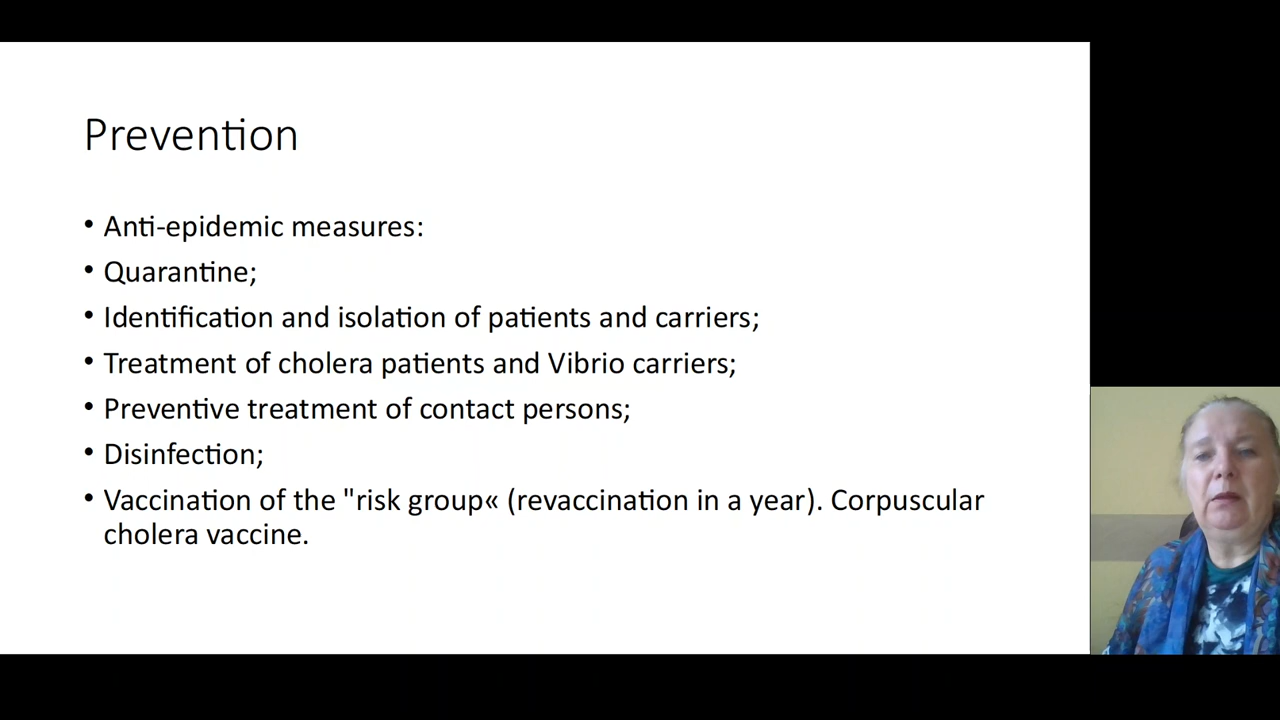 Prevention
• Anti-epidemic measures:
• Quarantine;
• Identification and isolation of patients and carriers;
• Treatment of cholera patients and Vibrio carriers;
• Preventive treatment of contact persons;
• Disinfection;
• Vaccination of the "risk group« (revaccination in a year). Corpuscular
cholera vaccine.